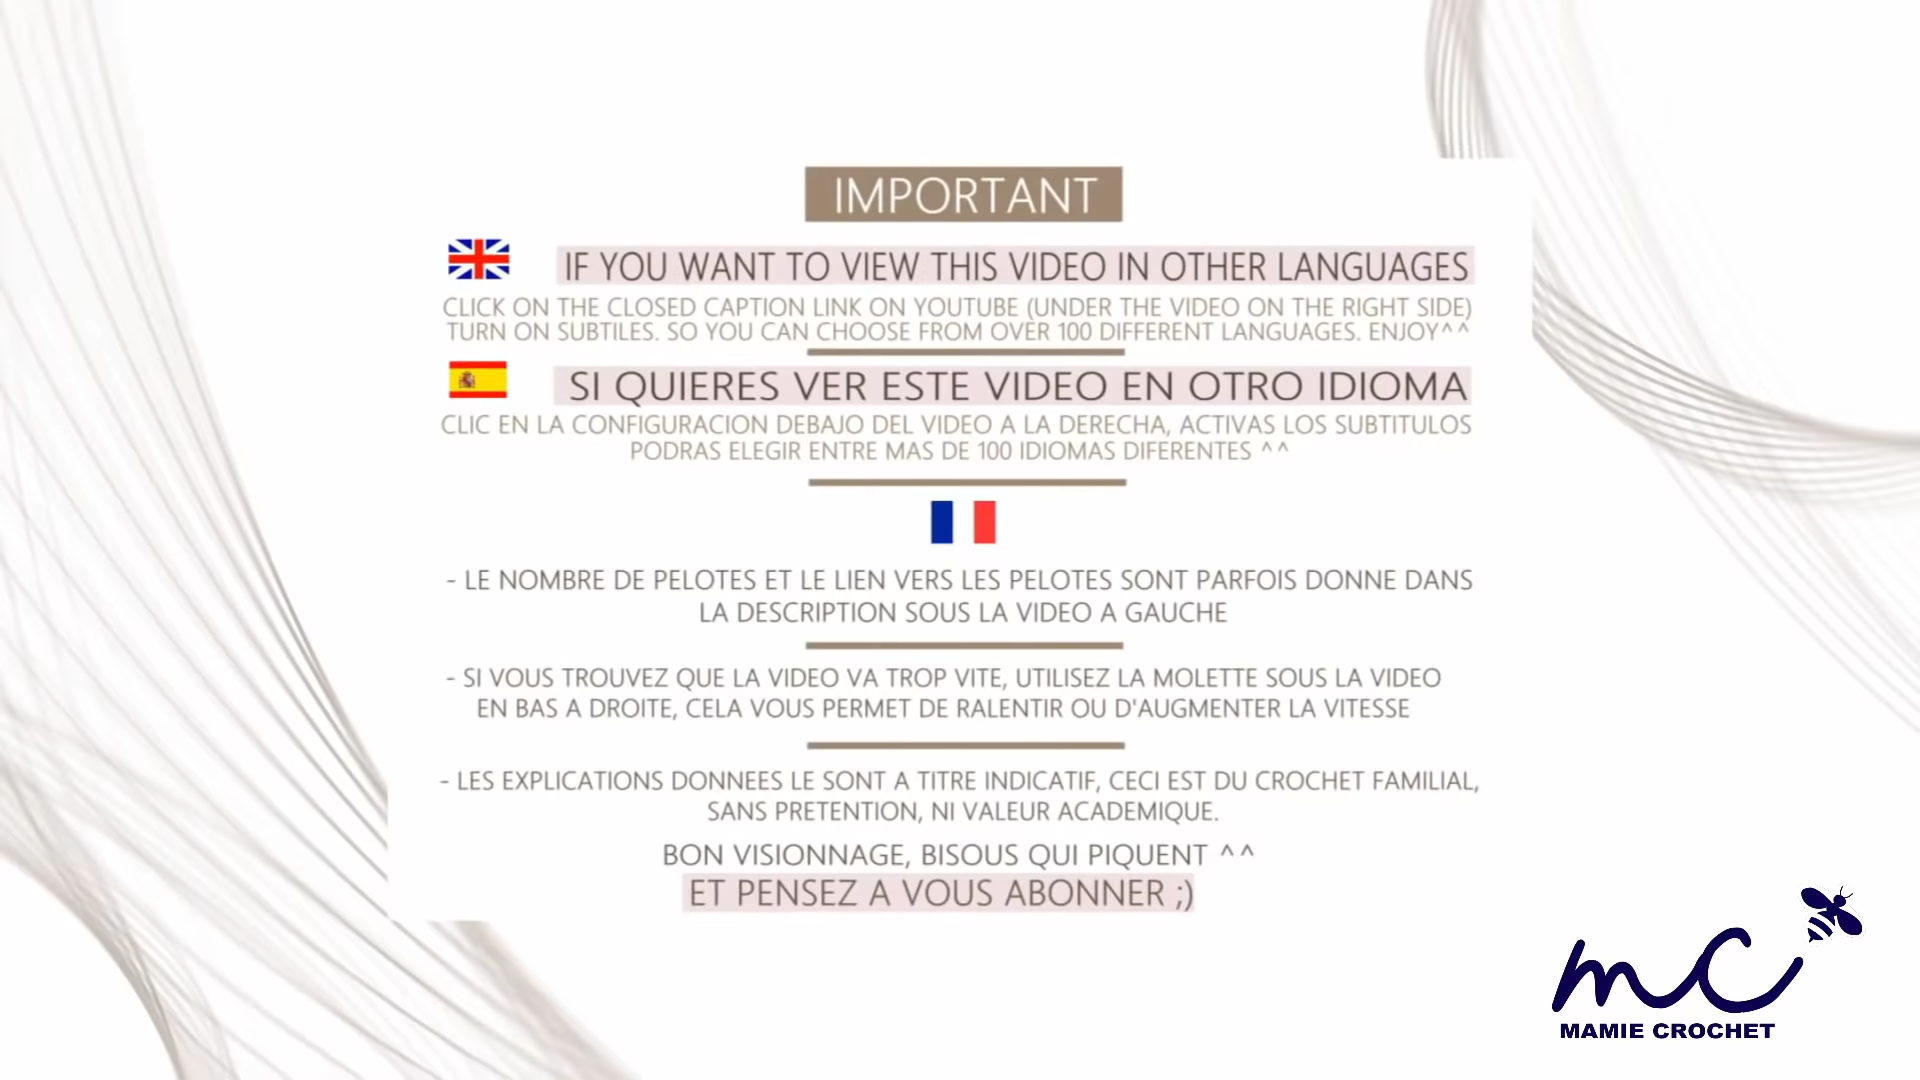 IMPORTANT
IF YOU WANT TO VIEW THIS VIDEO IN OTHER LANGUAGES
CLICK ON THE CLOSED CAPTION LINK ON YOUTUBE (UNDER THE VIDEO ON THE RIGHT SIDE)
TURN ON SUBTILES. SO YOU CAN CHOOSE FROM OVER 100 DIFFERENT LANGUAGES. ENJOY^^
SI QUIERES VER ESTE VIDEO EN OTRO IDIOMA
CLIC EN LA CONFIGURACION DEBAJO DEL VIDEO A LA DERECHA, ACTIVAS LOS SUBTITULOS
PODRAS ELEGIR ENTRE MAS DE 100 IDIOMAS DIFERENTES ^^
- LE NOMBRE DE PELOTES ET LE LIEN VERS LES PELOTES SONT PARFOIS DONNE DANS
LA DESCRIPTION SOUS LA VIDEO A GAUCHE
- SI VOUS TROUVEZ QUE LA VIDEO VA TROP VITE, UTILISEZ LA MOLETTE SOUS LA VIDEO
EN BAS A DROITE, CELA VOUS PERMET DE RALENTIR OU D'AUGMENTER LA VITESSE
- LES EXPLICATIONS DONNEES LE SONT A TITRE INDICATIF, CECI EST DU CROCHET FAMILIAL,
SANS PRETENTION, NI VALEUR ACADEMIQUE.
BON VISIONNAGE, BISOUS QUI PIQUENT ^^
ET PENSEZ A VOUS ABONNER ;)
mC
MAMIE CROCHET